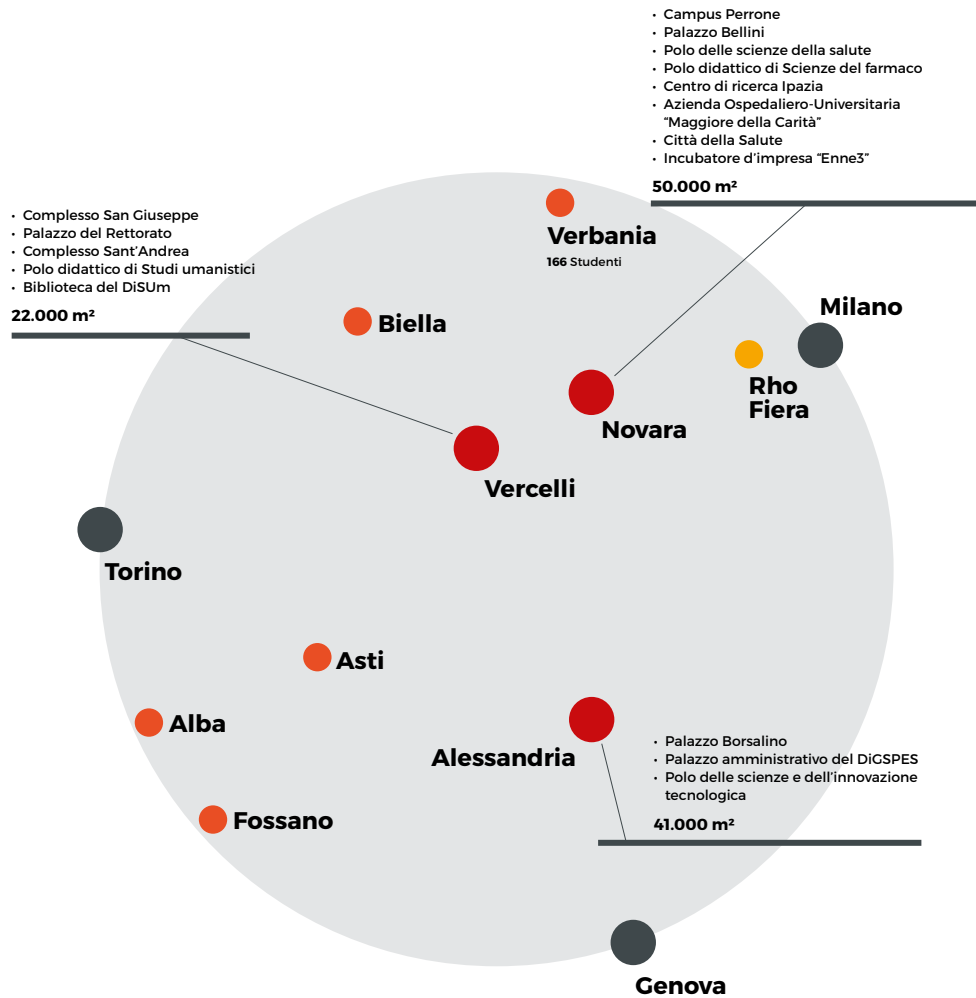 • Campus Perrone
• Palazzo Bellini
• Polo delle scienze della salute
• Polo didattico di Scienze del farmaco
• Centro di ricerca Ipazia
• Azienda Ospedaliero-Universitaria
“Maggiore della Carità”
• Città della Salute
• Incubatore d’impresa “Enne3”
50.000 m²
• Complesso San Giuseppe
• Palazzo del Rettorato
• Complesso Sant’Andrea
• Polo didattico di Studi umanistici
• Biblioteca del DiSUm
22.000 m²
Verbania
166 Studenti
Milano
Biella
Rho
Fiera
Novara
Vercelli
Torino
Asti
Alba
Alessandria
• Palazzo Borsalino
• Palazzo amministrativo del DiGSPES
• Polo delle scienze e dell’innovazione
tecnologica
41.000 m²
Fossano
Genova